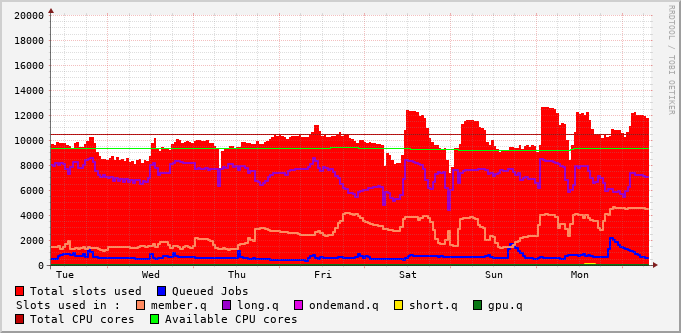 20000
18000
16000
14000
12000
10000
8000
6000
4000
2000
0
Tue Wed Thu Fri Sat Sun Mon
RRDTOOL / TOBI OETIKER
Total slots used Queued Jobs
Slots used in : member.q long.q ondemand.q short.q gpu.q
Total CPU cores Available CPU cores